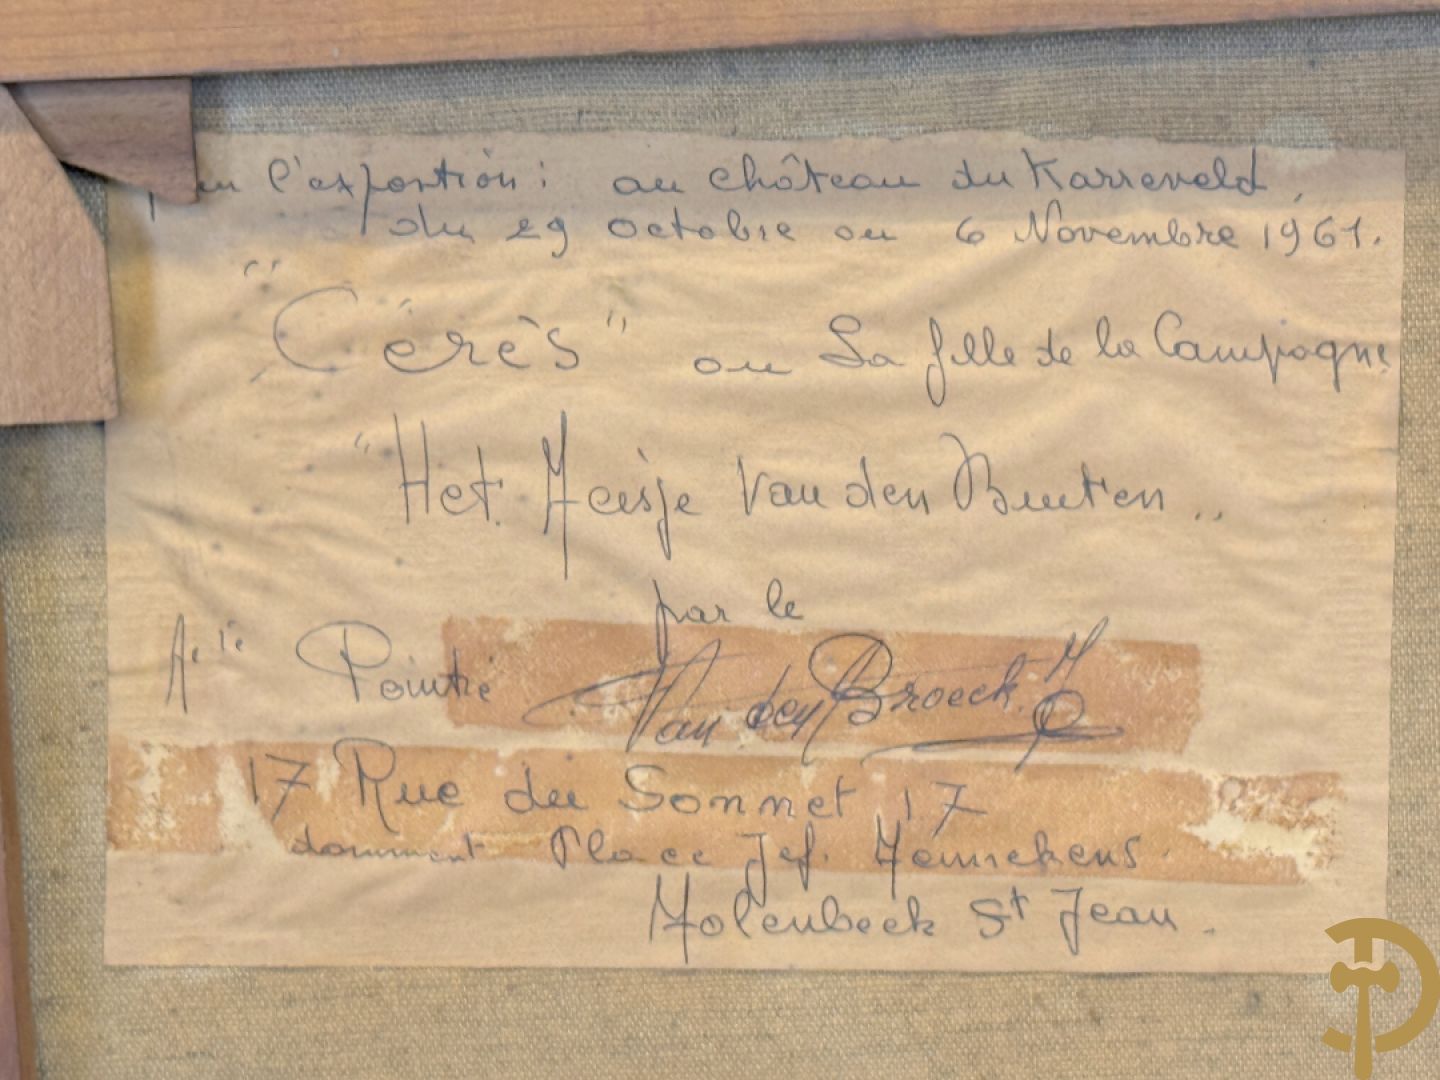 l'expostion : au Château du Karreveld,
du 29 octobre au 6 Novembre 1961.
"Cérès" ou La fille de la Campagne
"Het Meisje Van den Buiten"
par le
Peintre Van den Broeck. J
17 Rue du Sonnet 17
donnant Place Jef. Mennekens.
Molenbeek St Jean.